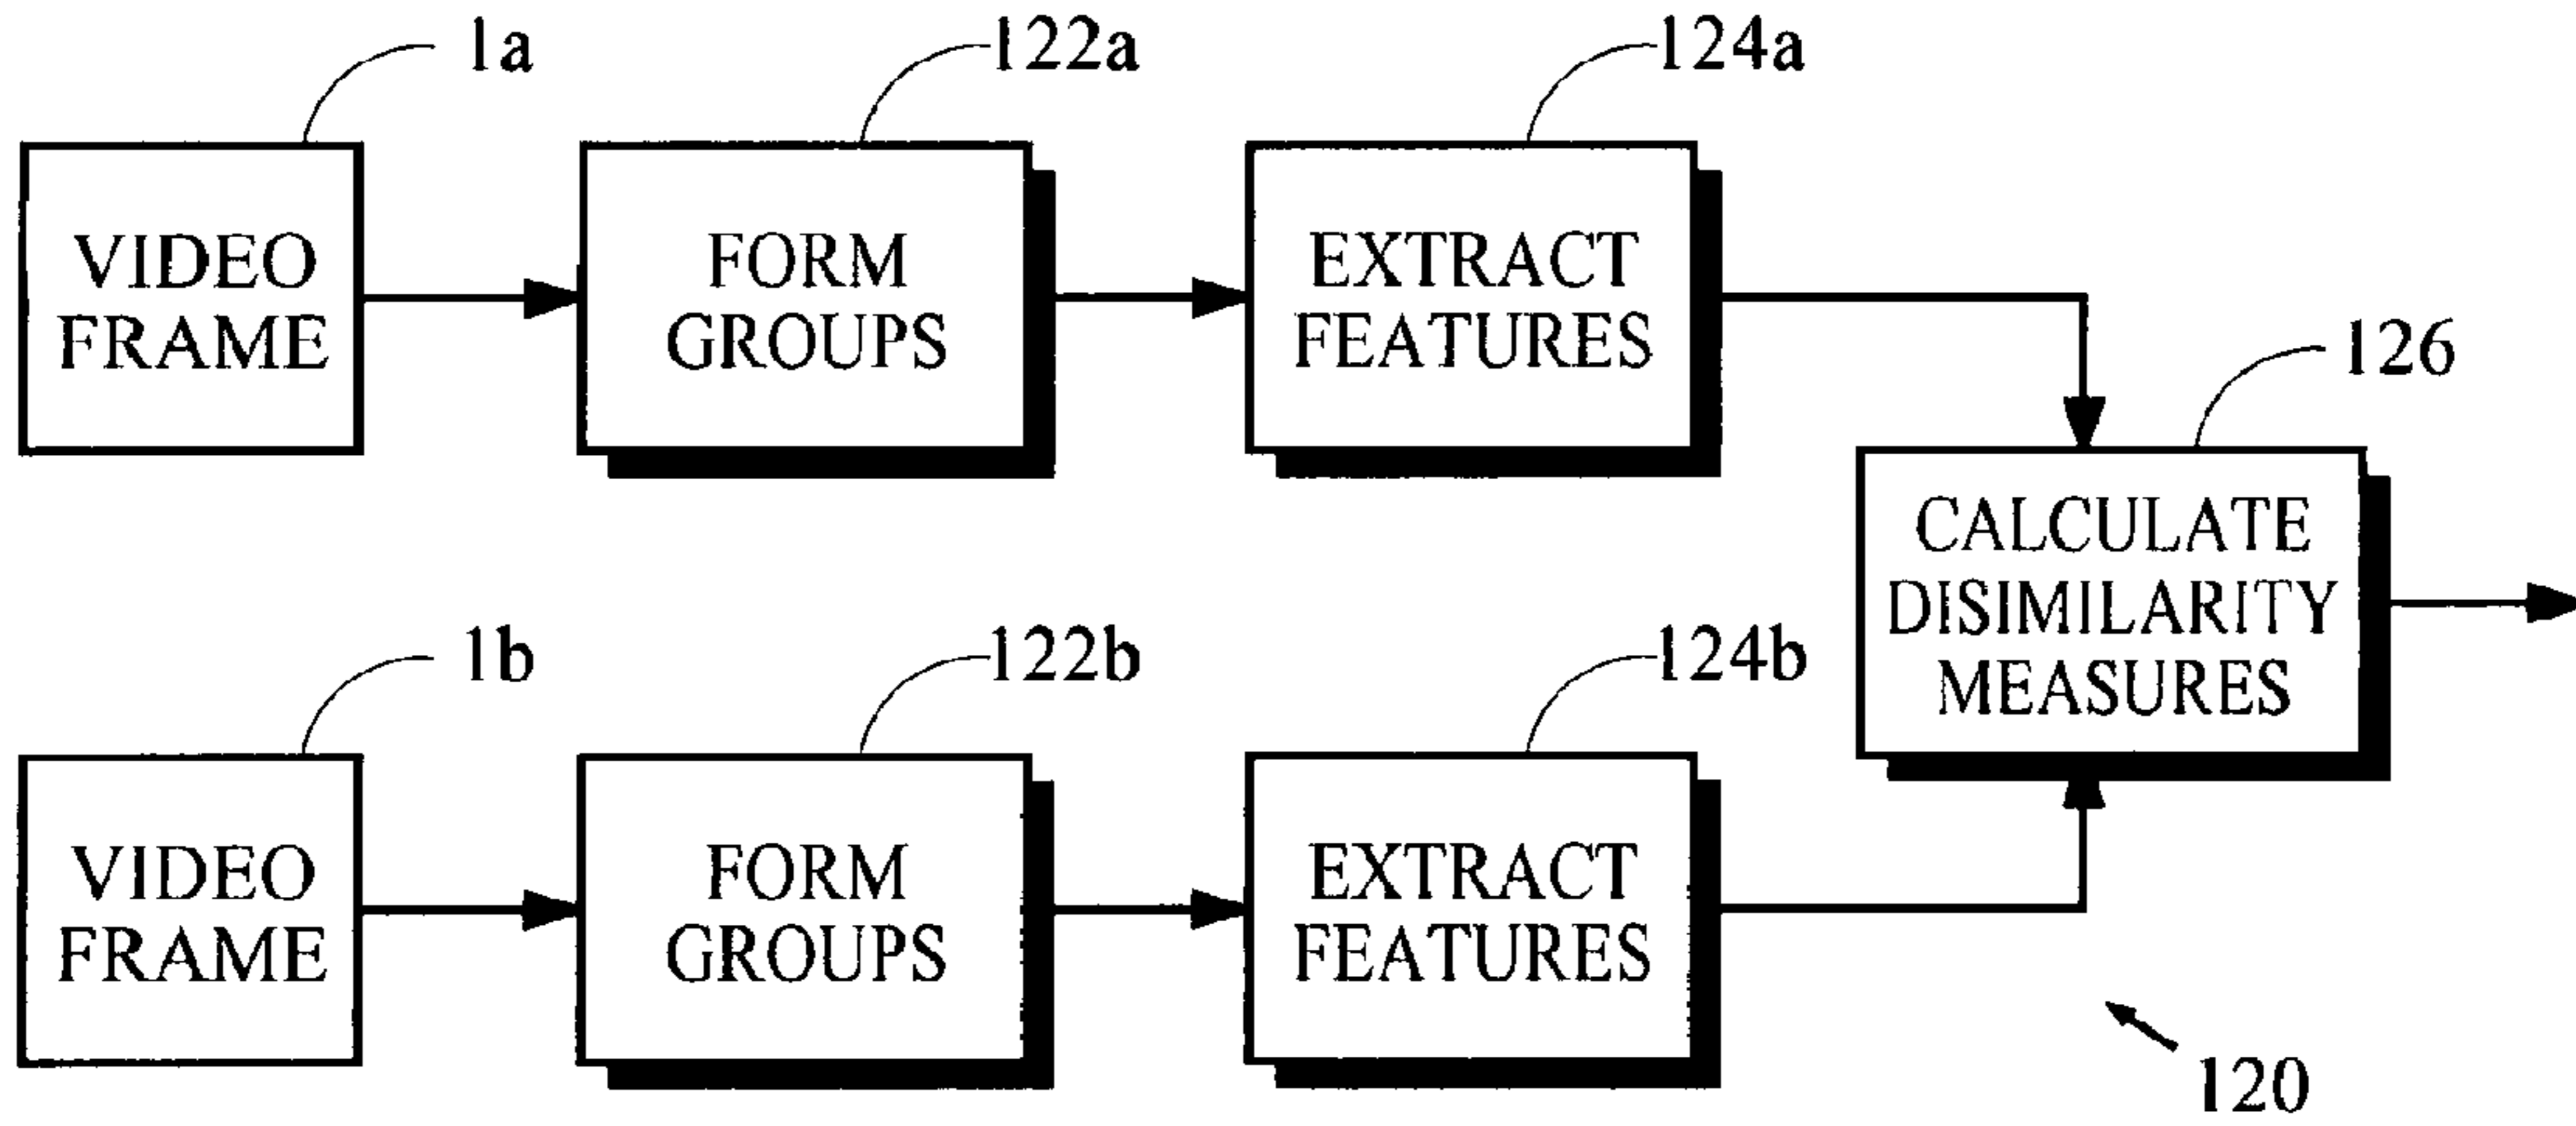 1a
122a
124a
VIDEO
FRAME
FORM
GROUPS
EXTRACT
FEATURES
126
CALCULATE
DISIMILARITY
MEASURES
1b
122b
124b
VIDEO
FRAME
FORM
GROUPS
EXTRACT
FEATURES
120